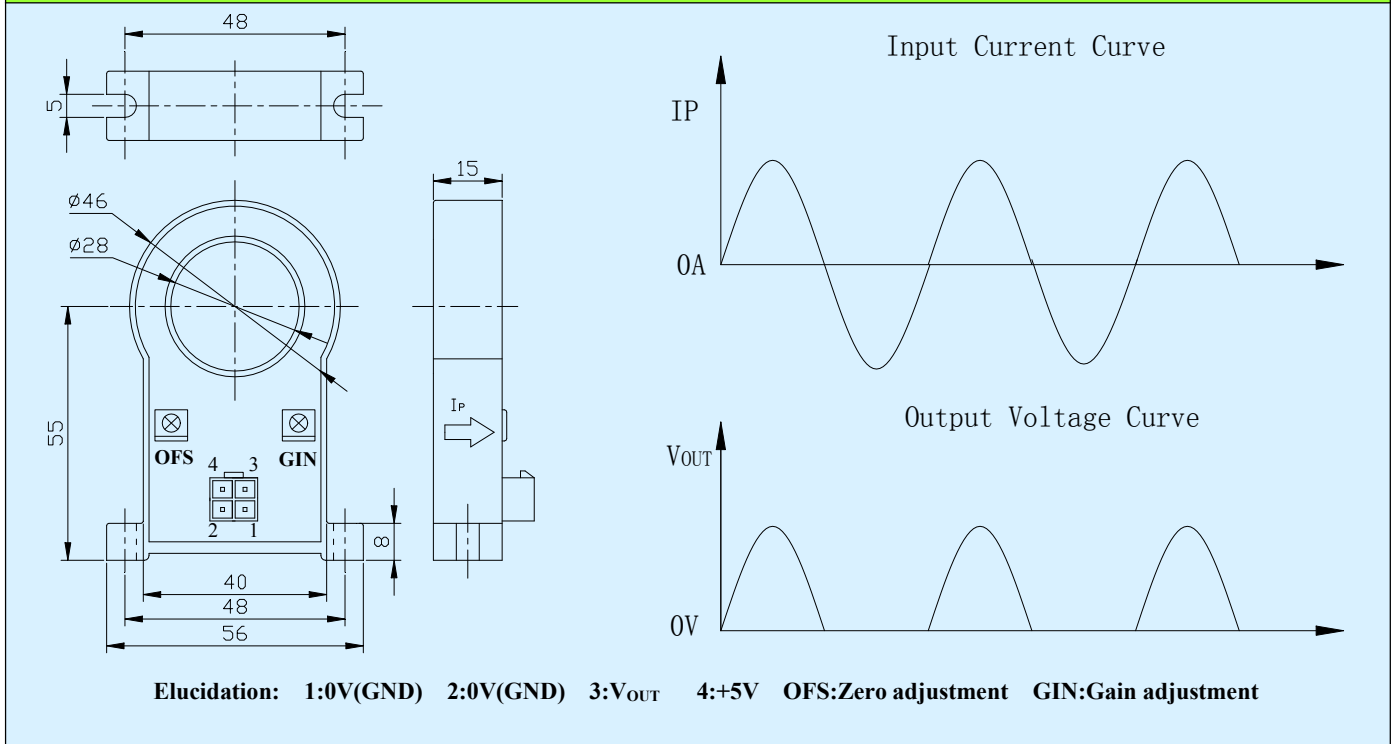 48
5
Ø46
Ø28
55
OFS
GIN
4 3
2 1
8
40
48
56
15
IP
Input Current Curve
IP
0A
Output Voltage Curve
VOUT
0V
Elucidation: 1:0V(GND) 2:0V(GND) 3:VOUT 4:+5V OFS:Zero adjustment GIN:Gain adjustment